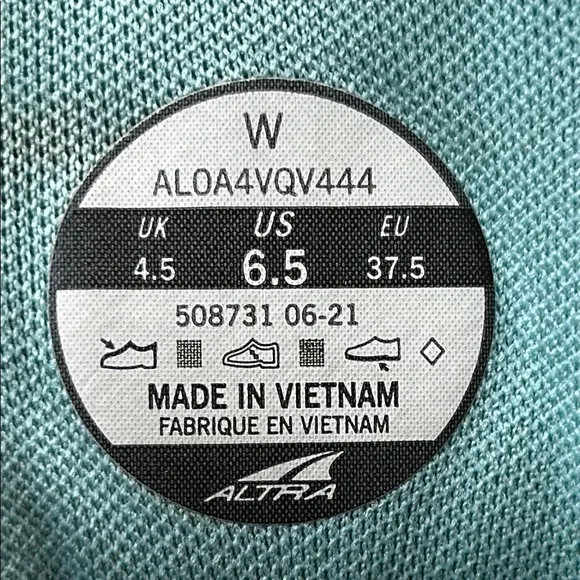 W
AL0A4VQV444
UK US EU
4.5 6.5 37.5
508731 06-21
MADE IN VIETNAM
FABRIQUE EN VIETNAM
ALTRA